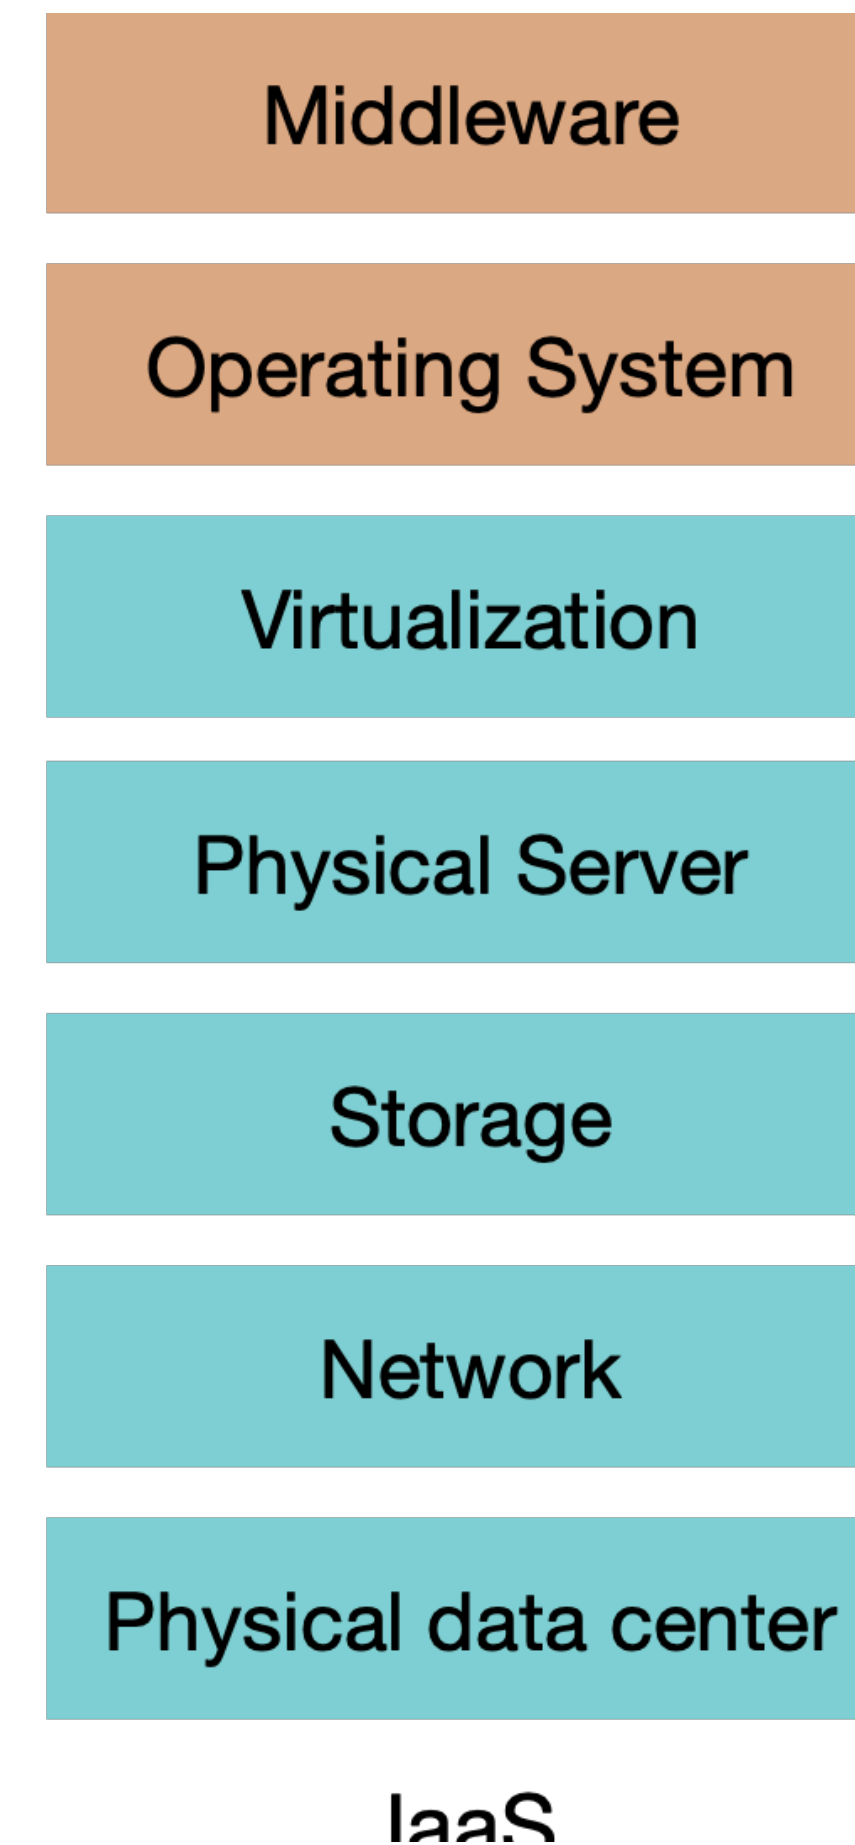 Middleware
Operating System
Virtualization
Physical Server
Storage
Network
Physical data center
IaaS